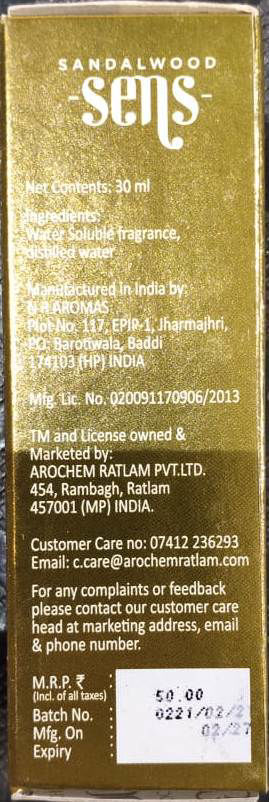 SANDALWOOD
-sens-
Net Contents: 30 ml
Ingredients:
Water Soluble fragrance,
distilled water
Manufactured in India by:
N.R.AROMAS
Plot No. 117, EPIP-1, Jharmajhri,
PO: Barotiwala, Baddi
174103 (HP) INDIA
Mfg. Lic. No. 020091170906/2013
TM and License owned &
Marketed by:
AROCHEM RATLAM PVT.LTD.
454, Rambagh, Ratlam
457001 (MP) INDIA.
Customer Care no: 07412 236293
Email: c.care@arochemratlam.com
For any complaints or feedback
please contact our customer care
head at marketing address, email
& phone number.
M.R.P. ₹ : 50.00
(Incl. of all taxes)
Batch No. : 0221/02/2
Mfg. On : 02/27
Expiry :